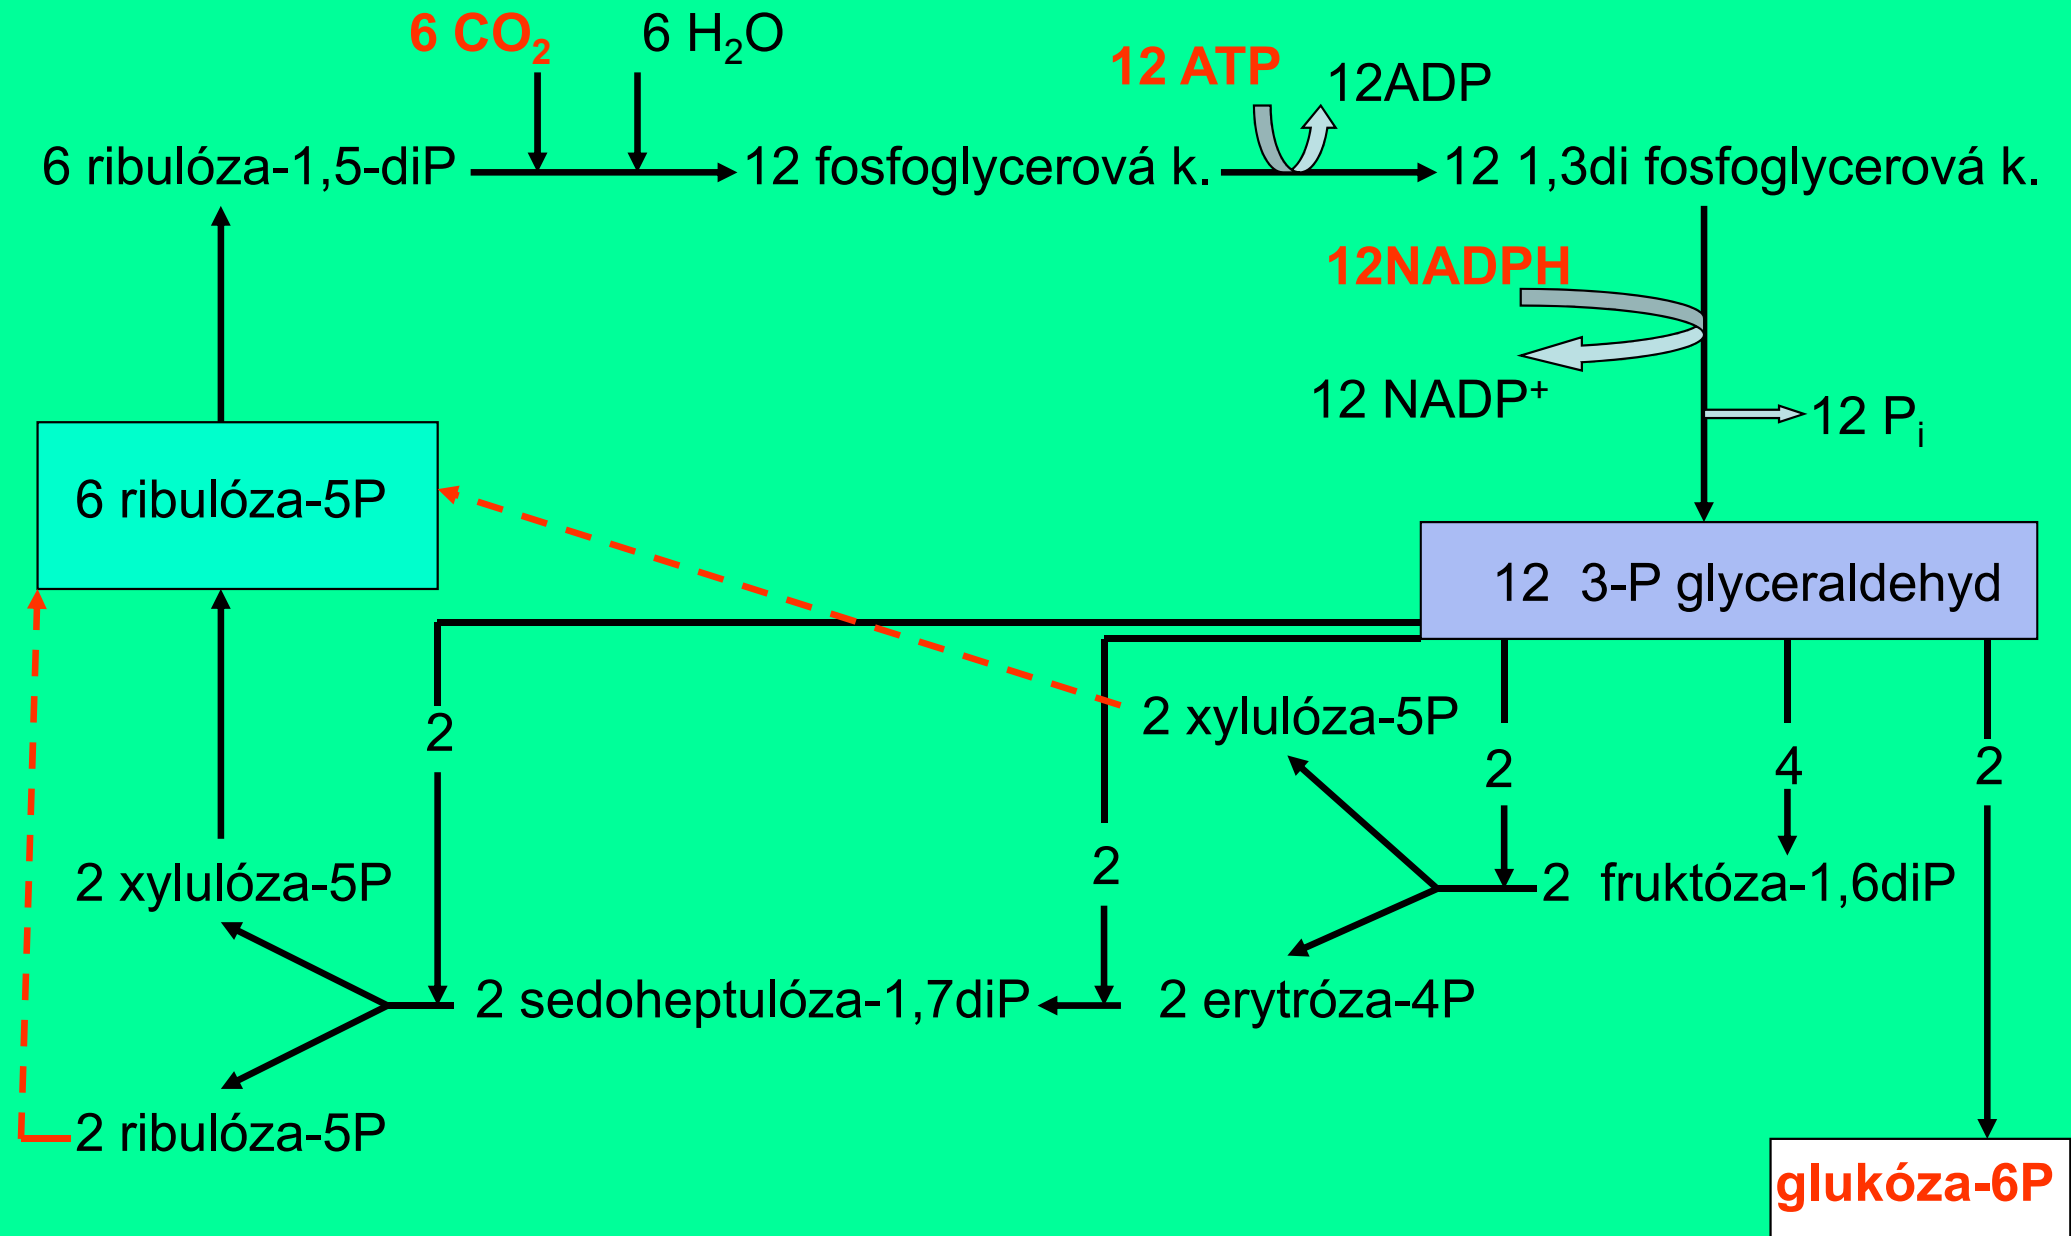 6 CO₂
6 H₂O
12 ATP
12ADP
6 ribulóza-1,5-diP
12 fosfoglycerová k.
12 1,3di fosfoglycerová k.
12NADPH
12 NADP⁺
12 Pᵢ
6 ribulóza-5P
12 3-P glyceraldehyd
2
2 xylulóza-5P
2
4
2
2
2 xylulóza-5P
2 fruktóza-1,6diP
2 sedoheptulóza-1,7diP
2 erytróza-4P
2 ribulóza-5P
glukóza-6P